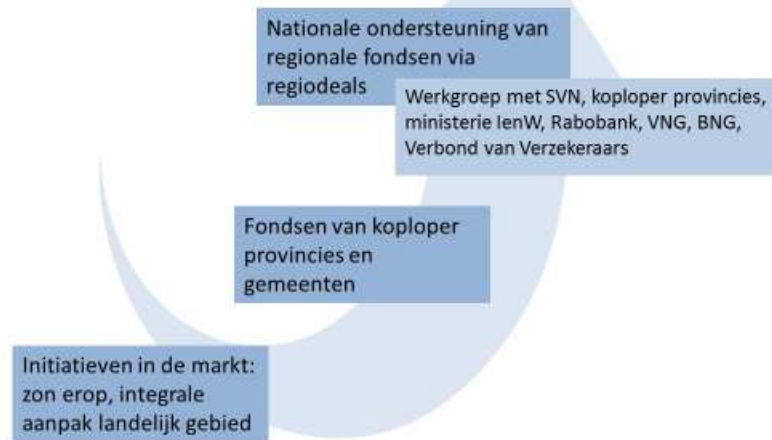 Nationale ondersteuning van
regionale fondsen via
regiodeals
Werkgroep met SVN, koploper provincies,
ministerie IenW, Rabobank, VNG, BNG,
Verbond van Verzekeraars
Fondsen van koploper
provincies en
gemeenten
Initiatieven in de markt:
zon erop, integrale
aanpak landelijk gebied